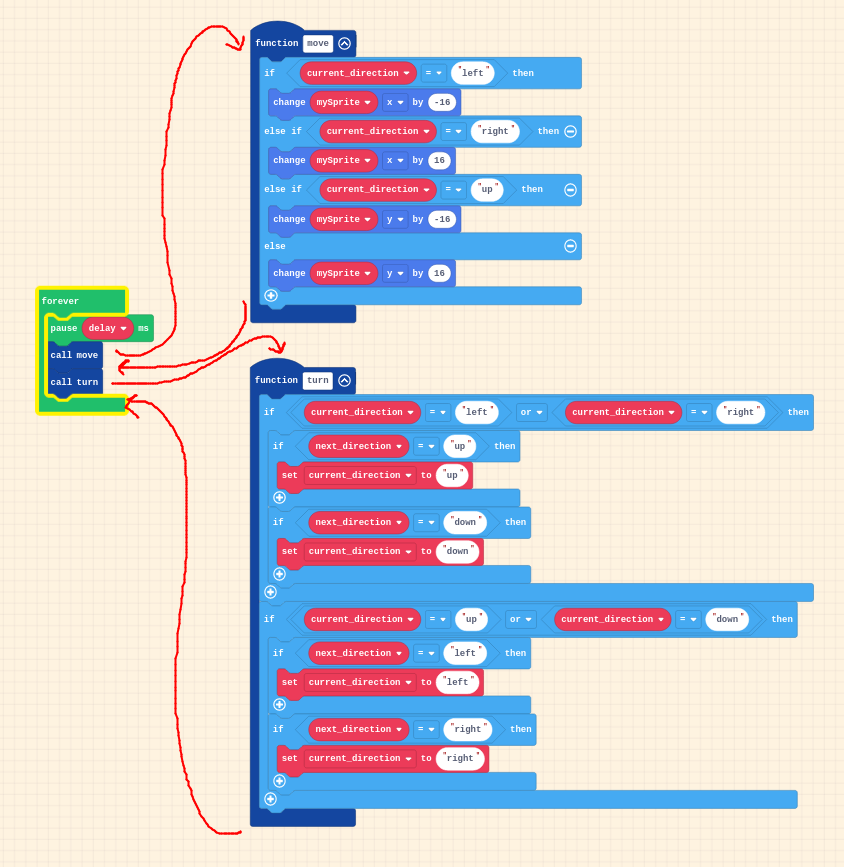 function move
if current_direction = "left" then
change mySprite x by -16
else if current_direction = "right" then
change mySprite x by 16
else if current_direction = "up" then
change mySprite y by -16
else
change mySprite y by 16
forever
pause delay ms
call move
call turn
function turn
if current_direction = "left" or current_direction = "right" then
if next_direction = "up" then
set current_direction to "up"
if next_direction = "down" then
set current_direction to "down"
if current_direction = "up" or current_direction = "down" then
if next_direction = "left" then
set current_direction to "left"
if next_direction = "right" then
set current_direction to "right"